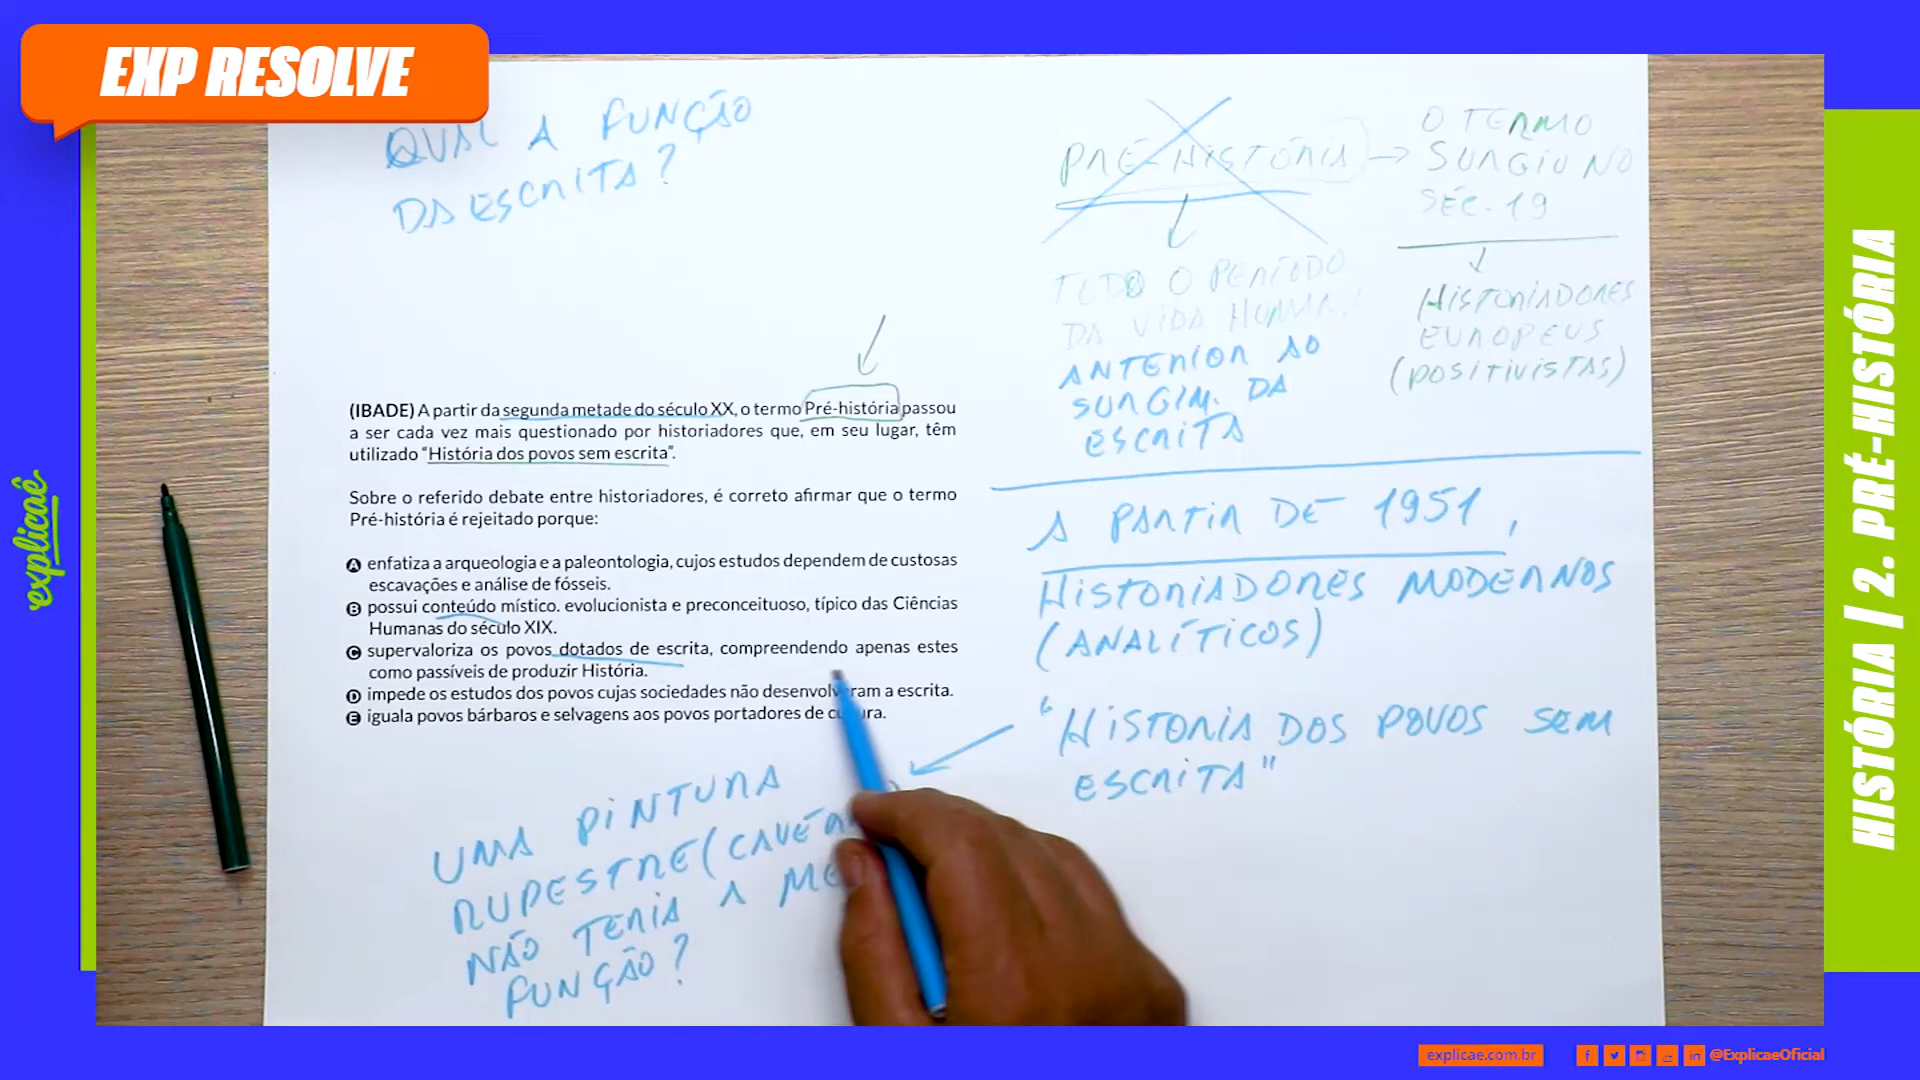 EXP RESOLVE
QUAL A FUNÇÃO
DA ESCRITA?
PRÉ-HISTÓRIA
O TERMO
SURGIU NO
SÉC. 19
TODO O PERÍODO
DA VIDA HUMANA
ANTERIOR AO
SURGIM. DA
ESCRITA
HISTORIADORES
EUROPEUS
(POSITIVISTAS)
(IBADE) A partir da segunda metade do século XX, o termo Pré-história passou
a ser cada vez mais questionado por historiadores que, em seu lugar, têm
utilizado "História dos povos sem escrita".
Sobre o referido debate entre historiadores, é correto afirmar que o termo
Pré-história é rejeitado porque:
A enfatiza a arqueologia e a paleontologia, cujos estudos dependem de custosas
escavações e análise de fósseis.
B possui conteúdo místico. evolucionista e preconceituoso, típico das Ciências
Humanas do século XIX.
C supervaloriza os povos dotados de escrita, compreendendo apenas estes
como passíveis de produzir História.
D impede os estudos dos povos cujas sociedades não desenvolveram a escrita.
E iguala povos bárbaros e selvagens aos povos portadores de cultura.
A PARTIR DE 1951,
HISTORIADORES MODERNOS
(ANALÍTICOS)
"HISTORIA DOS POVOS SEM
ESCRITA"
UMA PINTURA
RUPESTRE (CAVERN
NÃO TERIA A ME
FUNÇÃO?
explicaê
HISTÓRIA | 2. PRÉ-HISTÓRIA
explicae.com.br
@ExplicaeOficial